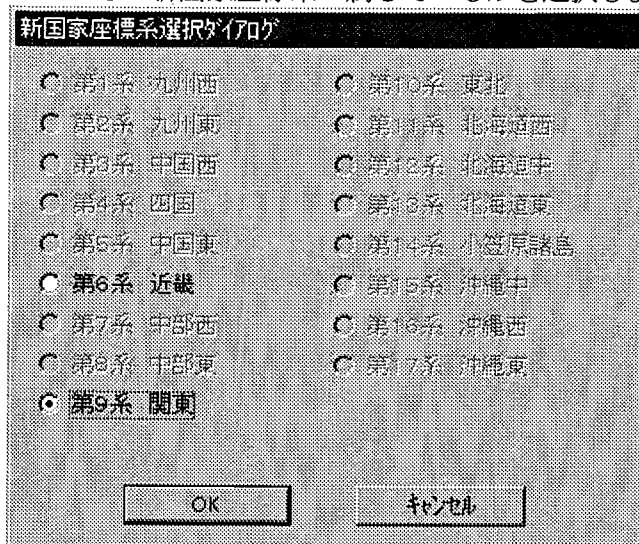 新国家座標系選択ダイアログ
第1系 九州西
第2系 九州東
第3系 中国西
第4系 四国
第5系 中国東
第6系 近畿
第7系 中部西
第8系 中部東
第9系 関東
第10系 東北
第11系 北海道西
第12系 北海道中
第13系 北海道東
第14系 小笠原諸島
第15系 沖縄中
第16系 沖縄西
第17系 沖縄東
OK
キャンセル